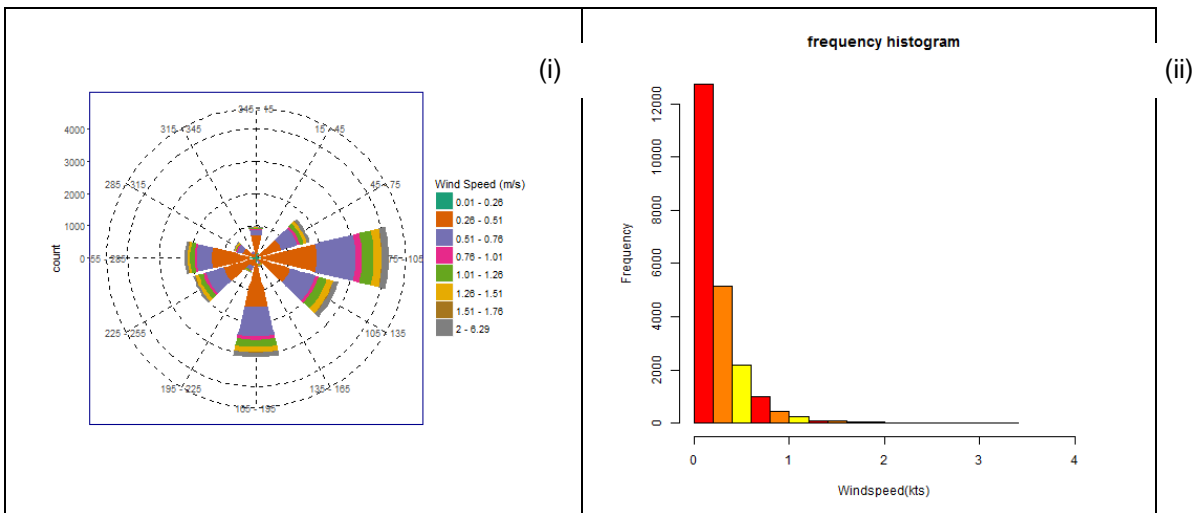 (i)
345 - 15
315 - 345
15 - 45
285 - 315
45 - 75
75 - 105
225 - 255
105 - 135
195 - 225
135 - 165
165 - 195
4000
3000
2000
1000
0
count
Wind Speed (m/s)
0.01 - 0.26
0.26 - 0.51
0.51 - 0.76
0.76 - 1.01
1.01 - 1.26
1.26 - 1.51
1.51 - 1.76
2 - 6.29
(ii)
frequency histogram
12000
10000
8000
6000
4000
2000
0
Frequency
0 1 2 3 4
Windspeed(kts)